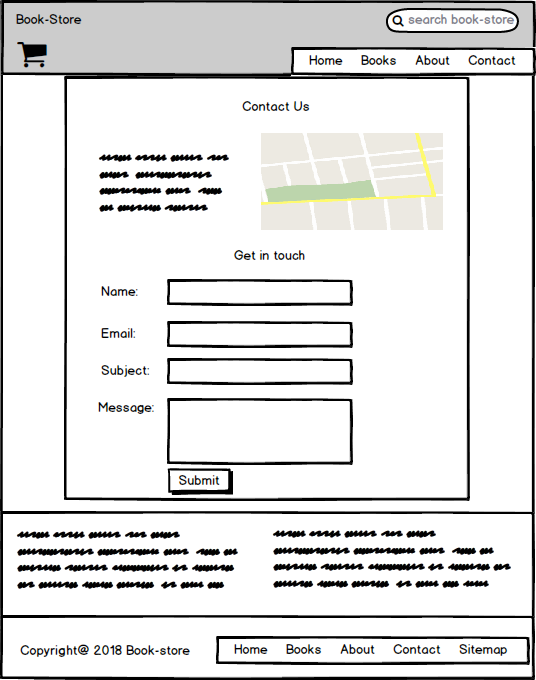 Book-Store
search book-store
Home Books About Contact
Contact Us
Get in touch
Name:
Email:
Subject:
Message:
Submit
Copyright@ 2018 Book-store
Home Books About Contact Sitemap